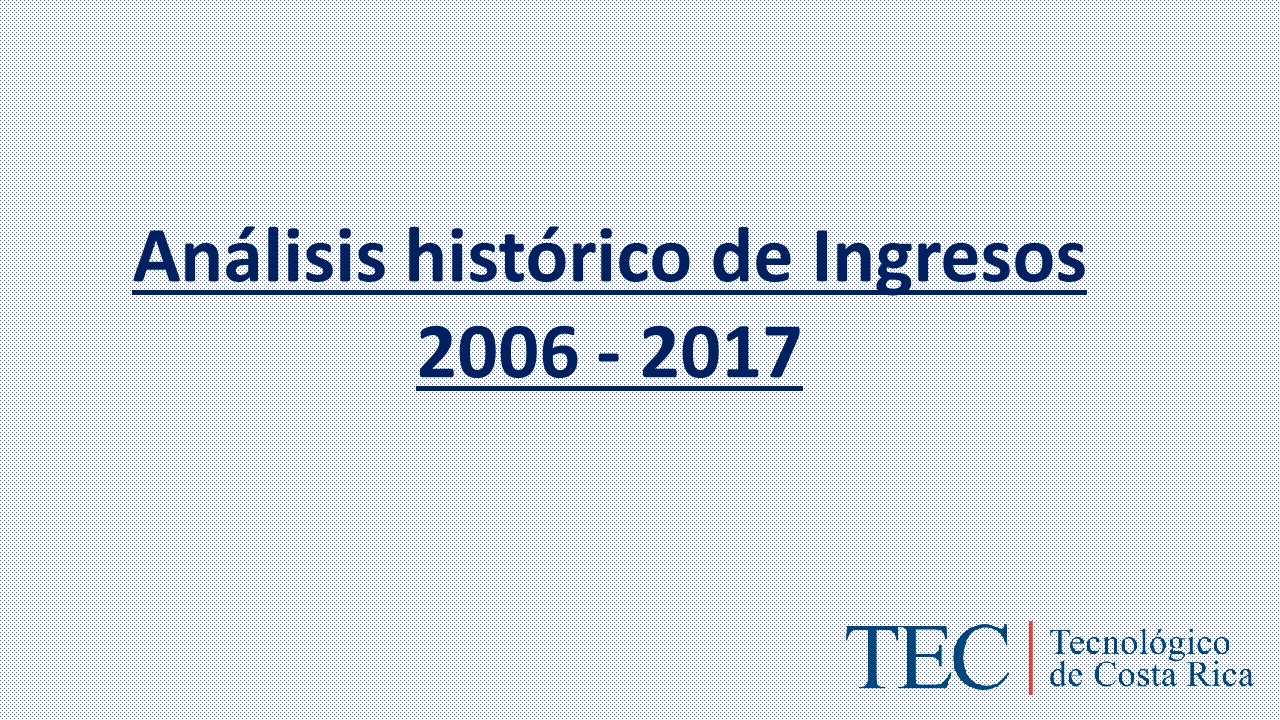 Análisis histórico de Ingresos
2006 - 2017
TEC
Tecnológico
de Costa Rica